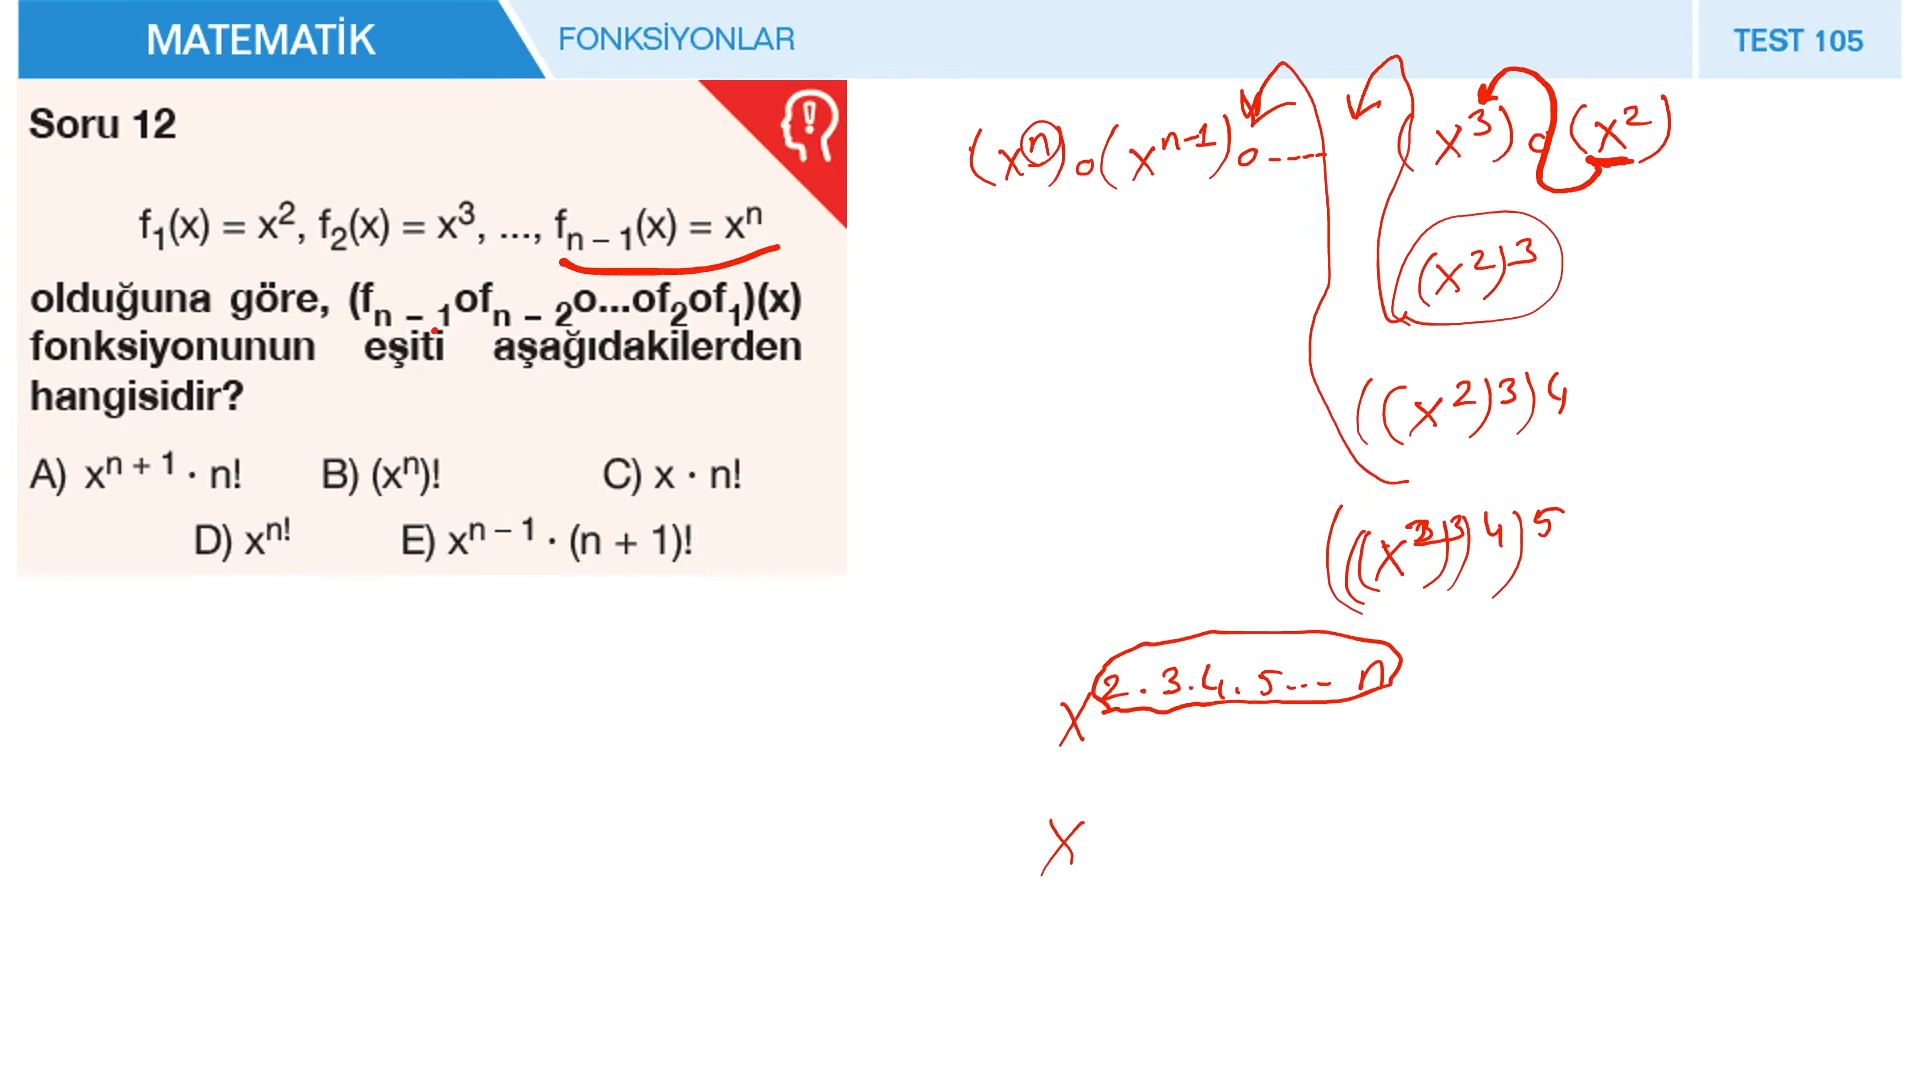 MATEMATİK
FONKSİYONLAR
TEST 105
Soru 12
f₁(x) = x², f₂(x) = x³, ..., fₙ₋₁(x) = xⁿ
olduğuna göre, (fₙ₋₁ofₙ₋₂o...of₂of₁)(x)
fonksiyonunun eşiti aşağıdakilerden
hangisidir?
A) xⁿ⁺¹ · n! B) (xⁿ)! C) x · n!
D) xⁿ! E) xⁿ⁻¹ · (n + 1)!
(xⁿ)o(xⁿ⁻¹)o----(x³)o(x²)
(x²)³
((x²)³)⁴
(((x²)³)⁴)⁵
x^2.3.4.5... n
x